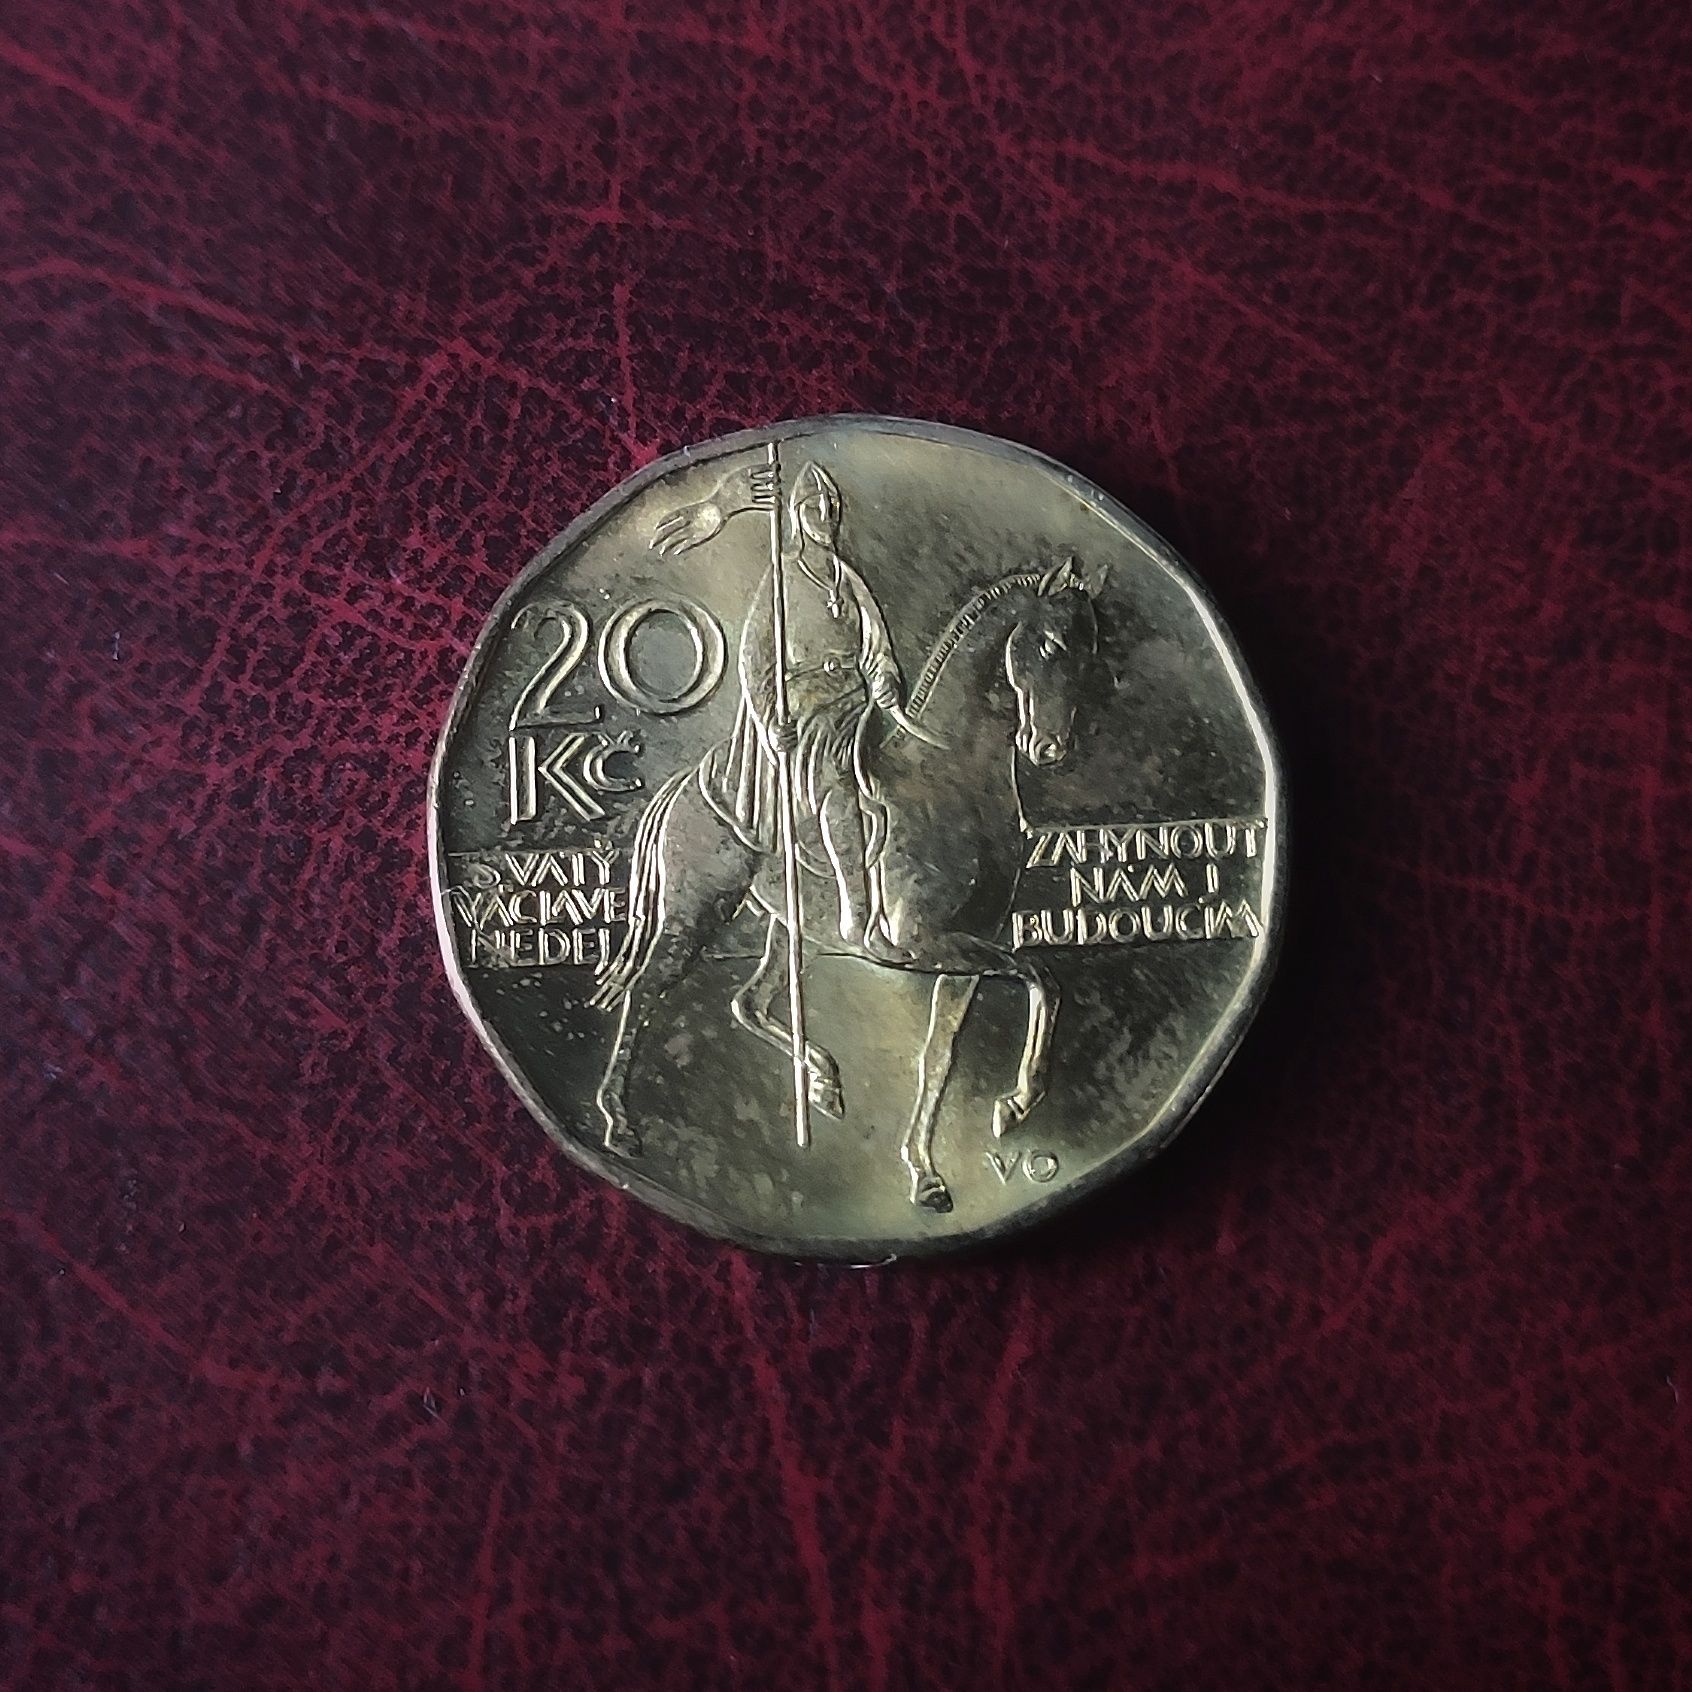 20
Kč
SVATÝ
VÁCLAVE
NEDEJ
ZAHYNOUT
NÁM I
BUDOUCÍM
VO